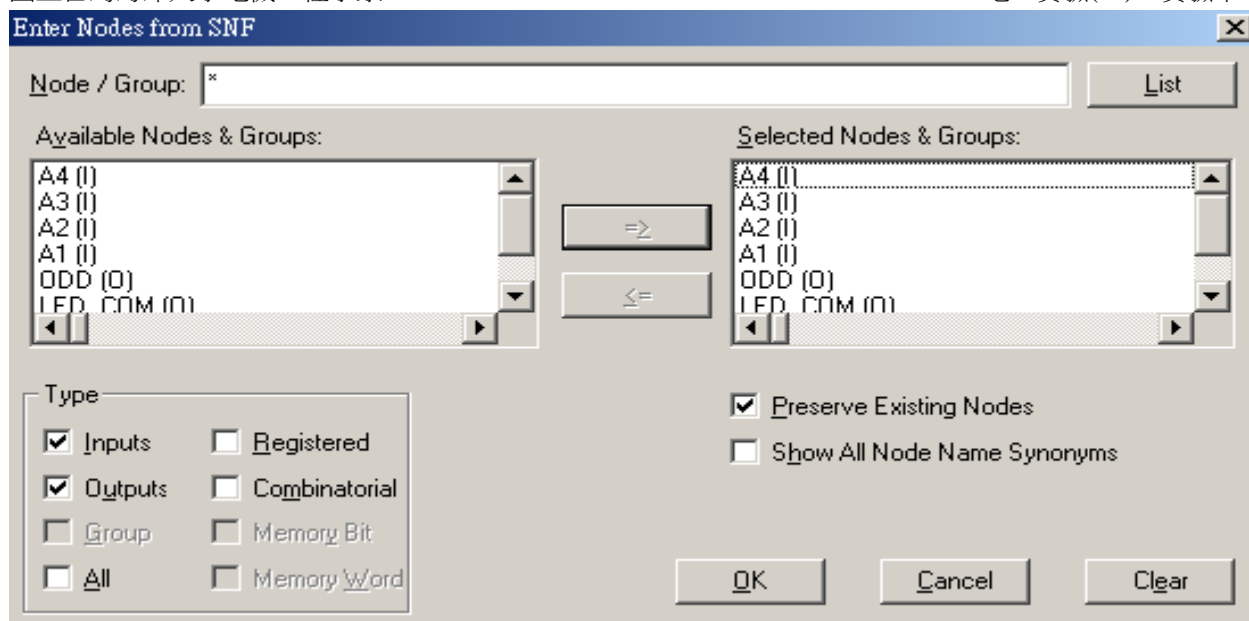 Enter Nodes from SNF
Node / Group: *
List
Available Nodes & Groups:
A4 (I)
A3 (I)
A2 (I)
A1 (I)
ODD (O)
LED_COM (O)
=>
<=
Selected Nodes & Groups:
A4 (I)
A3 (I)
A2 (I)
A1 (I)
ODD (O)
LED_COM (O)
Type
Inputs
Registered
Outputs
Combinatorial
Group
Memory Bit
All
Memory Word
Preserve Existing Nodes
Show All Node Name Synonyms
OK
Cancel
Clear